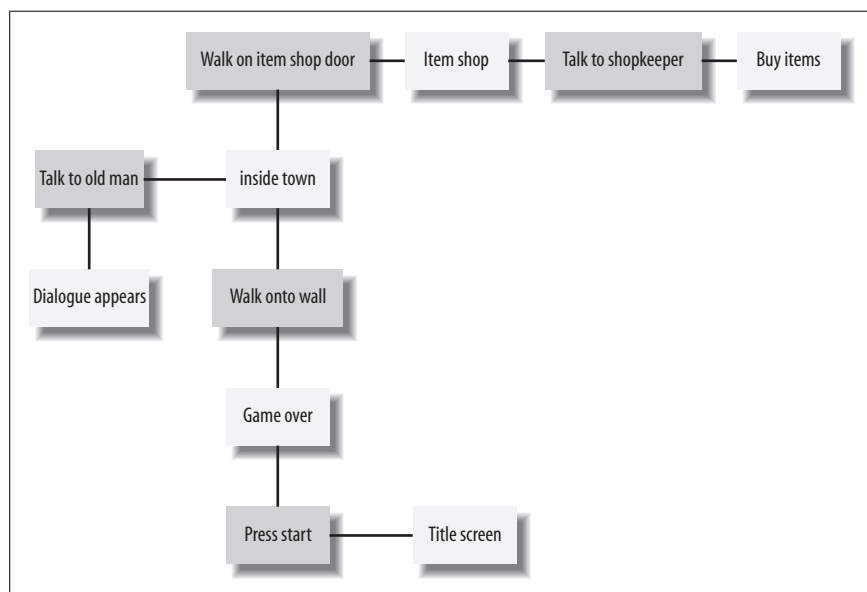 Walk on item shop door
Item shop
Talk to shopkeeper
Buy items
Talk to old man
inside town
Dialogue appears
Walk onto wall
Game over
Press start
Title screen